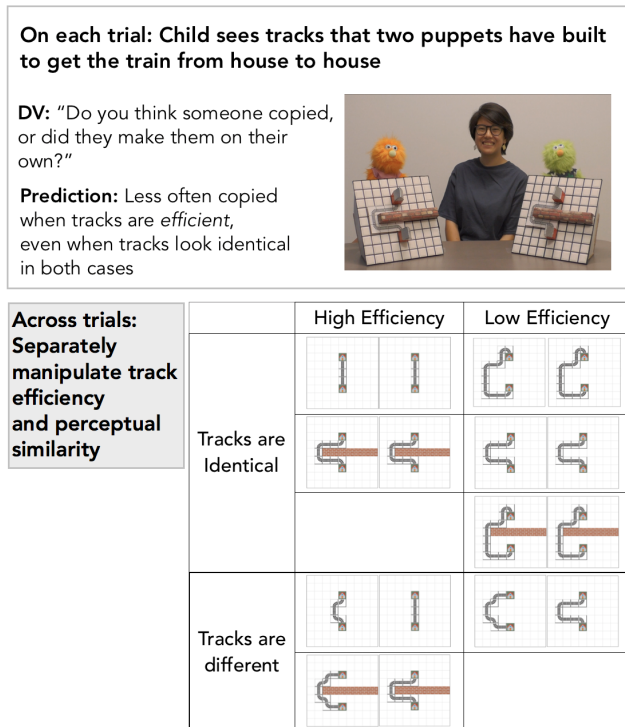 On each trial: Child sees tracks that two puppets have built
to get the train from house to house
DV: “Do you think someone copied,
or did they make them on their
own?”
Prediction: Less often copied
when tracks are efficient,
even when tracks look identical
in both cases
Across trials:
Separately
manipulate track
efficiency
and perceptual
similarity
High Efficiency
Low Efficiency
Tracks are
Identical
Tracks are
different